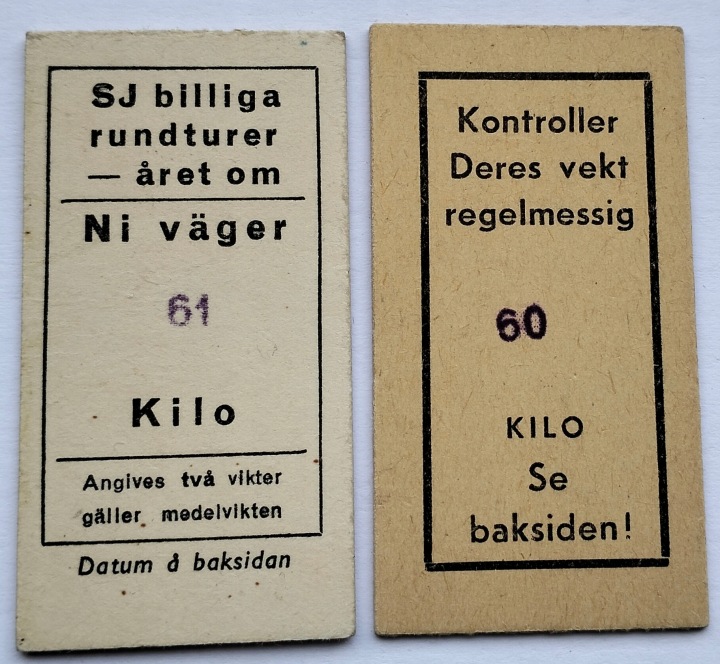 SJ billiga
rundturer
— året om
Ni väger
61
Kilo
Angives två vikter
gäller medelvikten
Datum å baksidan
Kontroller
Deres vekt
regelmessig
60
KILO
Se
baksiden!